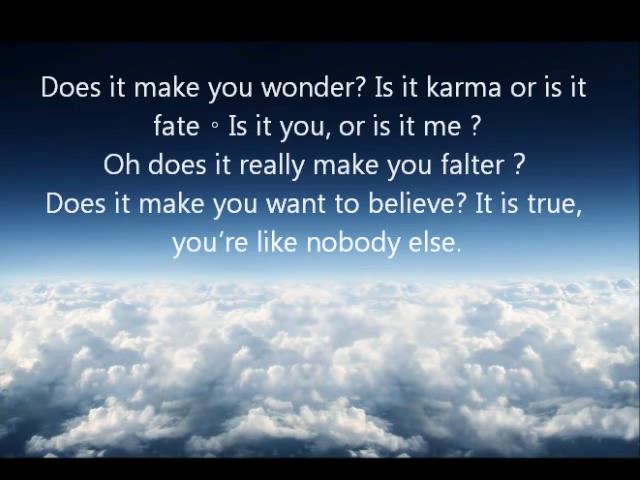 Does it make you wonder? Is it karma or is it
fate。Is it you, or is it me ?
Oh does it really make you falter？
Does it make you want to believe? It is true,
you’re like nobody else.